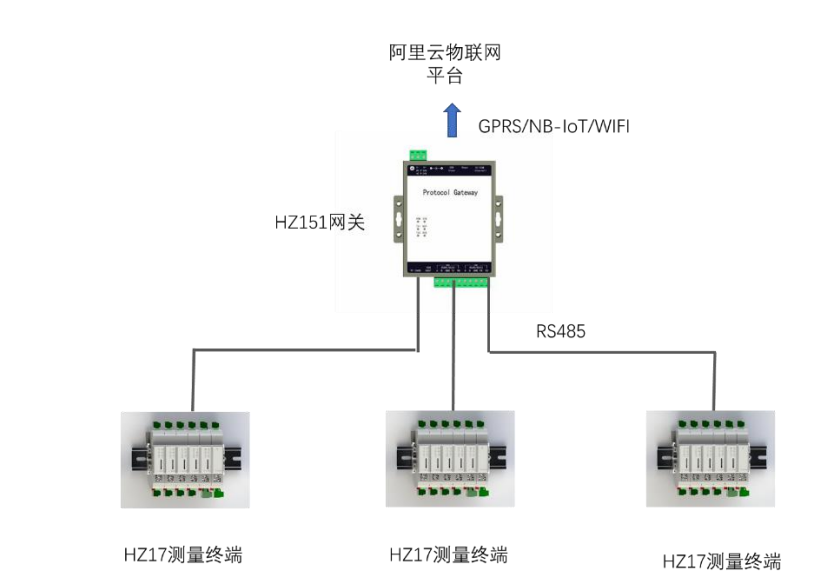 阿里云物联网
平台
GPRS/NB-IoT/WIFI
Protocol Gateway
HZ151网关
RS485
HZ17测量终端
HZ17测量终端
HZ17测量终端